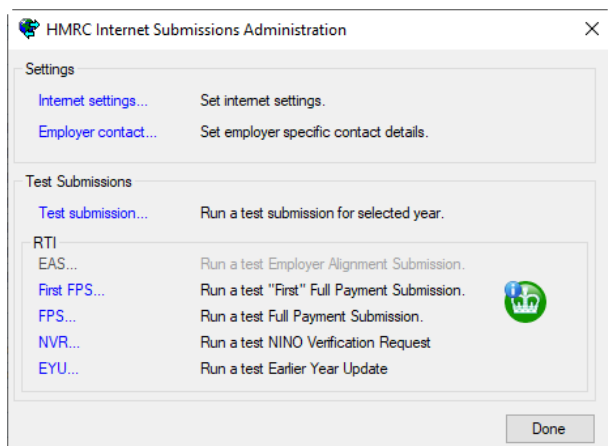 HMRC Internet Submissions Administration
Settings
Internet settings... Set internet settings.
Employer contact... Set employer specific contact details.
Test Submissions
Test submission... Run a test submission for selected year.
RTI
EAS... Run a test Employer Alignment Submission.
First FPS... Run a test "First" Full Payment Submission.
FPS... Run a test Full Payment Submission.
NVR... Run a test NINO Verification Request
EYU... Run a test Earlier Year Update
Done